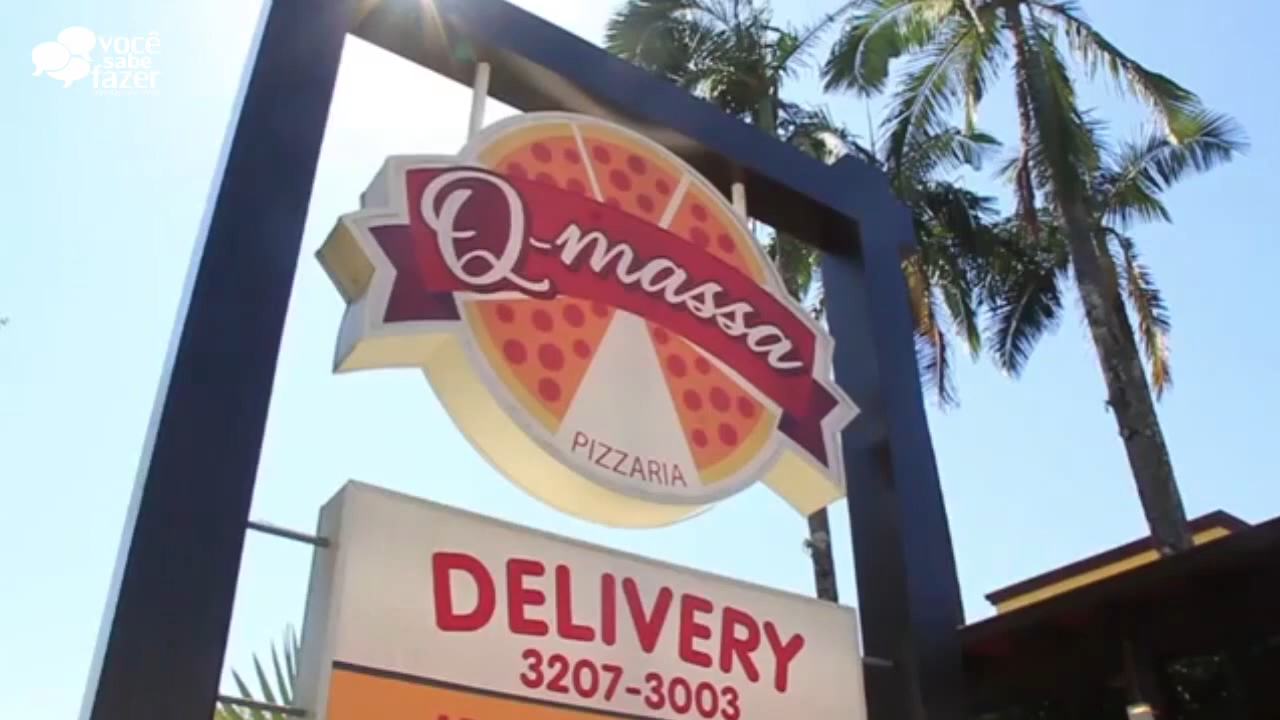 você
sabe
fazer
Q-massa
PIZZARIA
DELIVERY
3207-3003